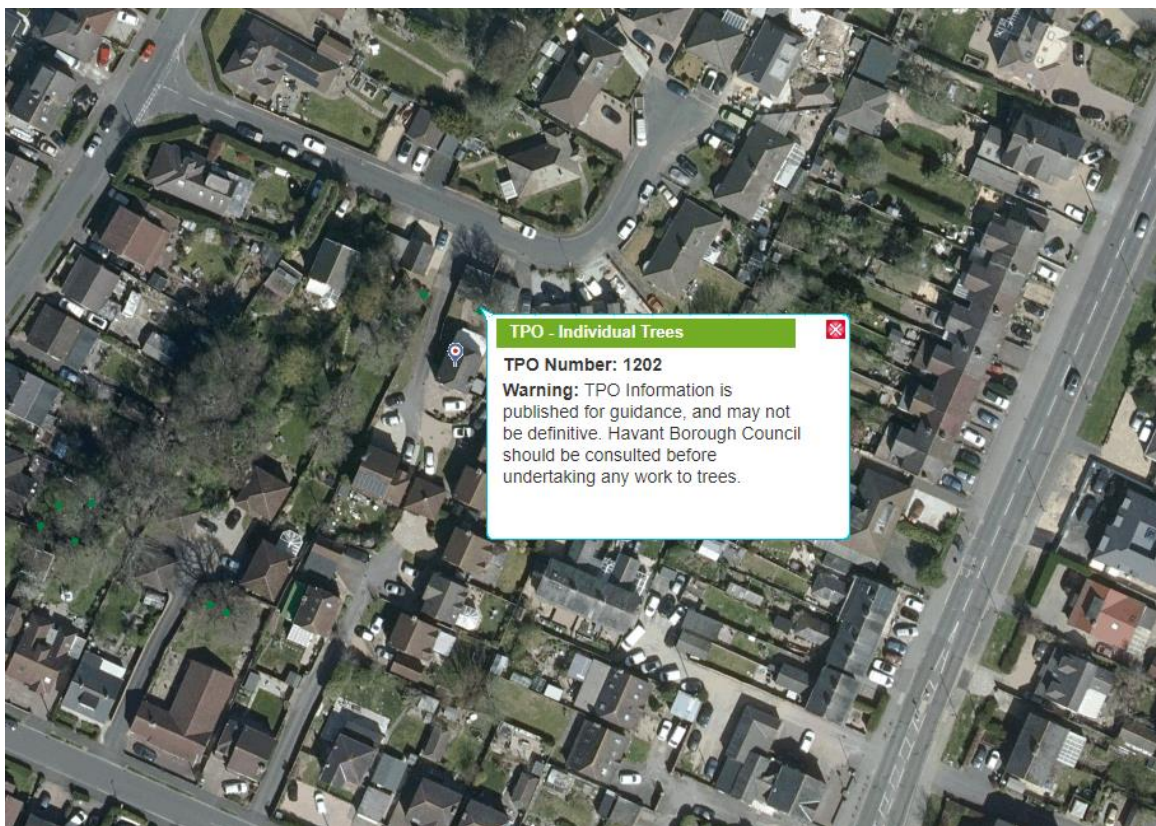 TPO - Individual Trees
TPO Number: 1202
Warning: TPO Information is
published for guidance, and may not
be definitive. Havant Borough Council
should be consulted before
undertaking any work to trees.